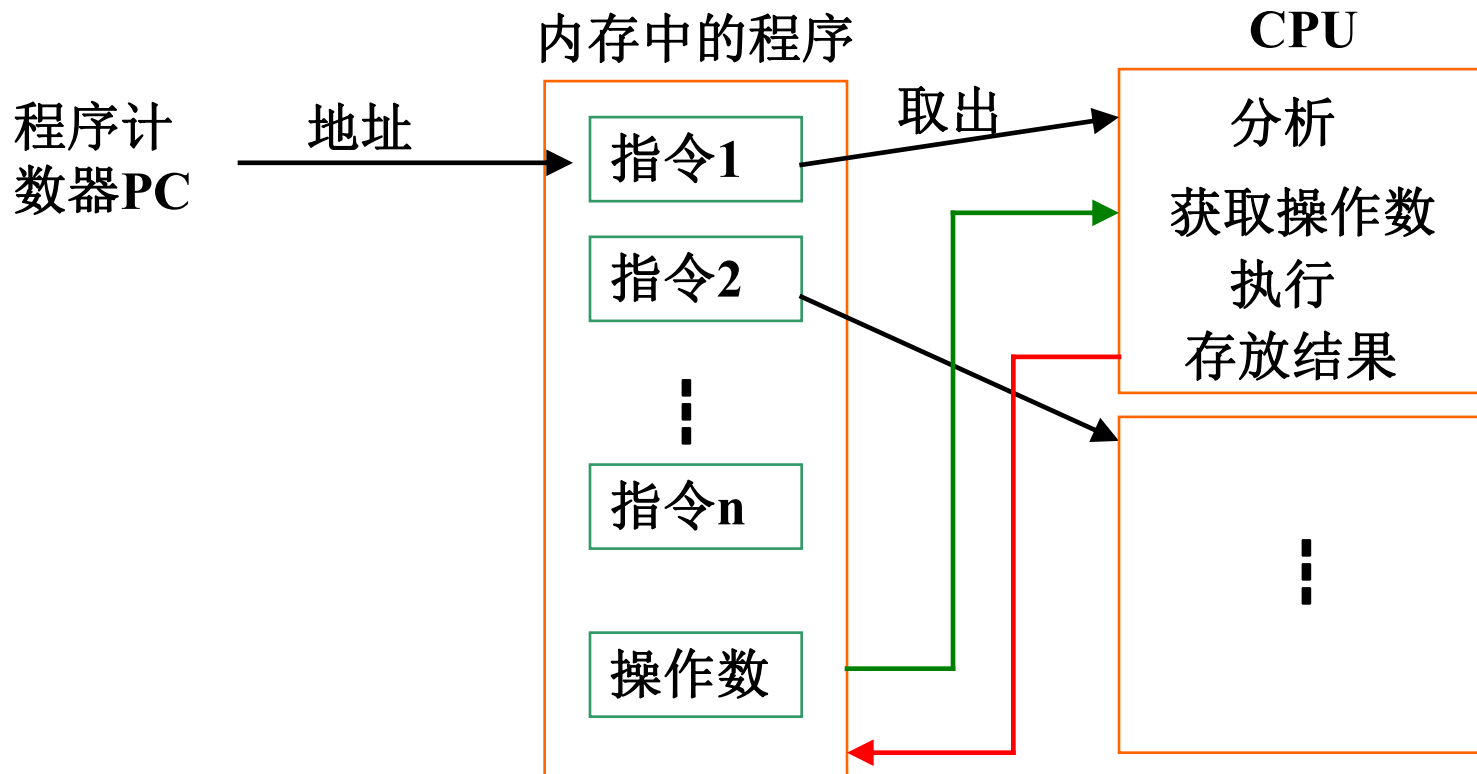 内存中的程序
CPU
程序计
数器PC
地址
指令1
取出
分析
获取操作数
执行
存放结果
指令2
指令n
操作数